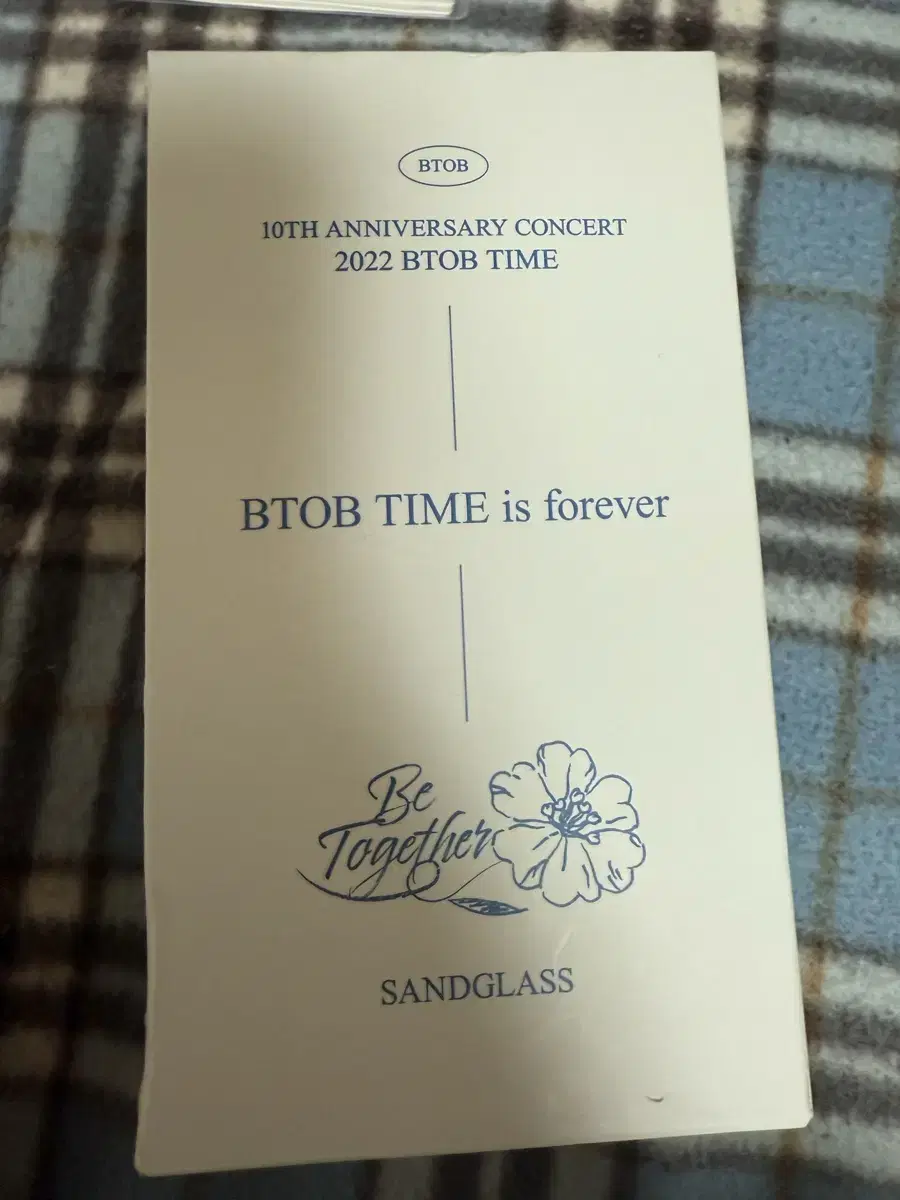 BTOB
10TH ANNIVERSARY CONCERT
2022 BTOB TIME
BTOB TIME is forever
Be
Together
SANDGLASS